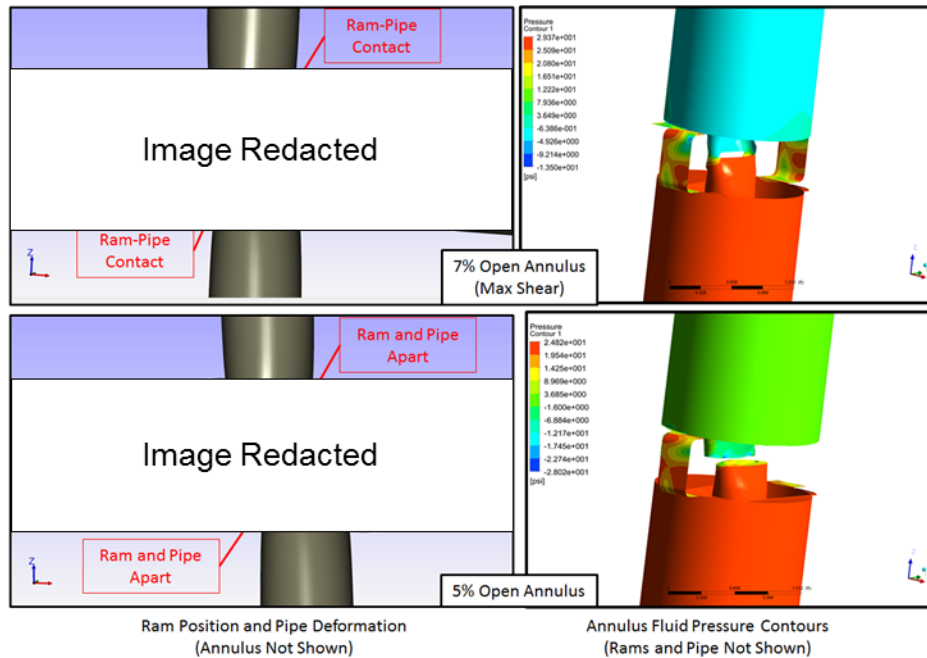 Ram-Pipe
Contact
Image Redacted
Ram-Pipe
Contact
Z
7% Open Annulus
(Max Shear)
Pressure
Contour 1
2.937e+001
2.509e+001
2.080e+001
1.651e+001
1.222e+001
7.936e+000
3.649e+000
-6.386e-001
-4.926e+000
-9.214e+000
-1.350e+001
[psi]
Z
Ram and Pipe
Apart
Image Redacted
Ram and Pipe
Apart
Z
5% Open Annulus
Pressure
Contour 1
2.482e+001
1.954e+001
1.425e+001
8.969e+000
3.685e+000
-1.600e+000
-6.884e+000
-1.217e+001
-1.745e+001
-2.274e+001
-2.802e+001
[psi]
Z
Ram Position and Pipe Deformation
(Annulus Not Shown)
Annulus Fluid Pressure Contours
(Rams and Pipe Not Shown)